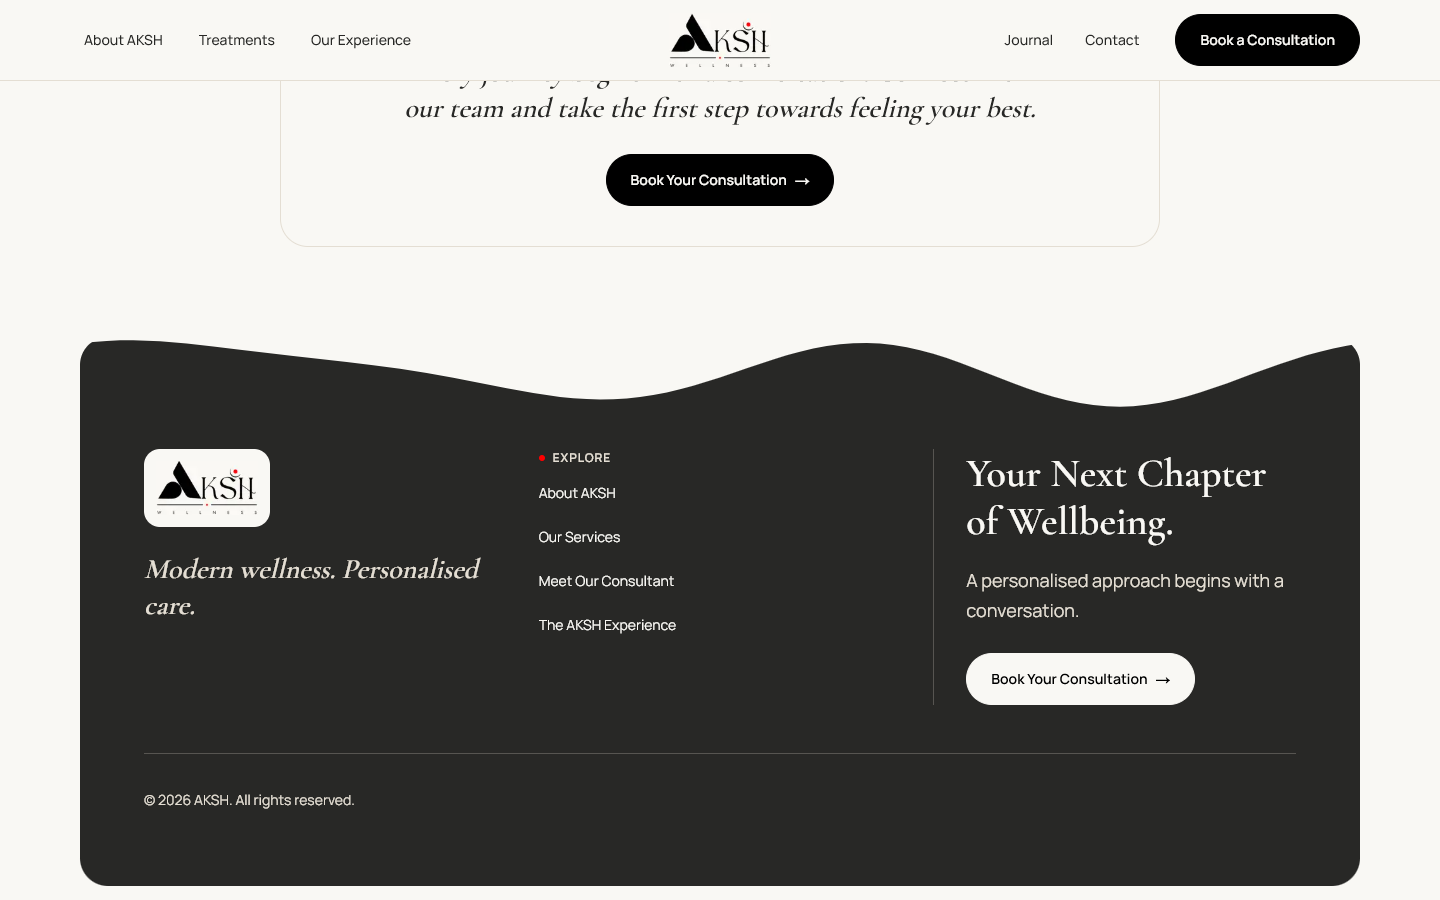 About AKSH
Treatments
Our Experience
AKSH
WELLNESS
Journal
Contact
Book a Consultation
our team and take the first step towards feeling your best.
Book Your Consultation →
AKSH
WELLNESS
Modern wellness. Personalised
care.
EXPLORE
About AKSH
Our Services
Meet Our Consultant
The AKSH Experience
Your Next Chapter
of Wellbeing.
A personalised approach begins with a
conversation.
Book Your Consultation →
© 2026 AKSH. All rights reserved.